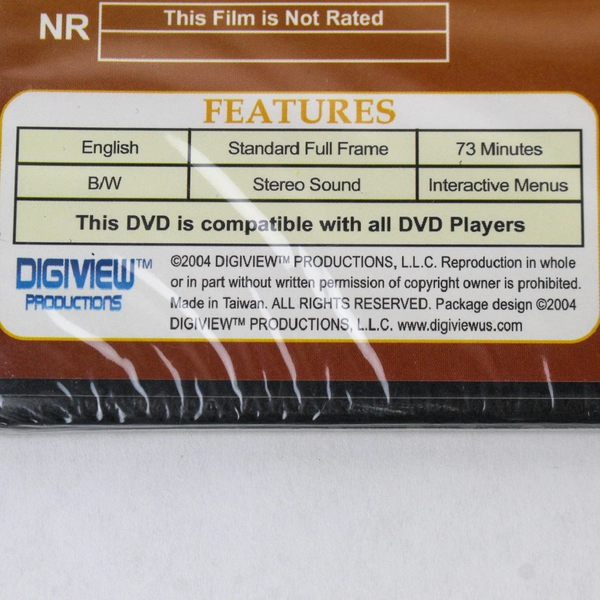 NR
This Film is Not Rated
FEATURES
English Standard Full Frame 73 Minutes
B/W Stereo Sound Interactive Menus
This DVD is compatible with all DVD Players
DIGIVIEW™
PRODUCTIONS
©2004 DIGIVIEW™ PRODUCTIONS, L.L.C. Reproduction in whole
or in part without written permission of copyright owner is prohibited.
Made in Taiwan. ALL RIGHTS RESERVED. Package design ©2004
DIGIVIEW™ PRODUCTIONS, L.L.C. www.digiviewus.com